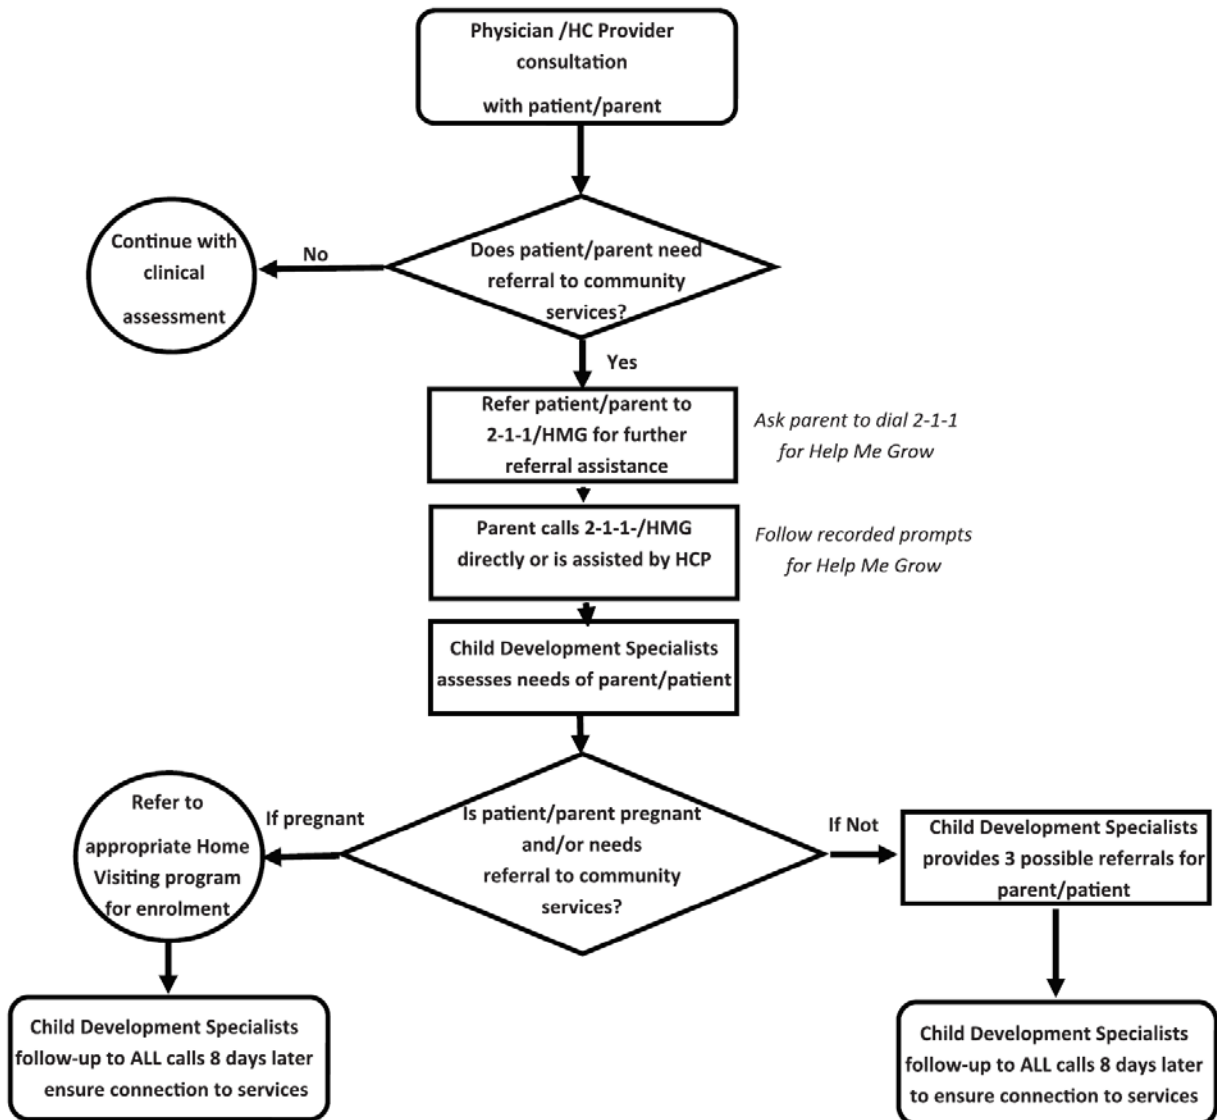 Physician /HC Provider
consultation
with patient/parent
Does patient/parent need
referral to community
services?
No
Continue with
clinical
assessment
Yes
Refer patient/parent to
2-1-1/HMG for further
referral assistance
Ask parent to dial 2-1-1
for Help Me Grow
Parent calls 2-1-1-/HMG
directly or is assisted by HCP
Follow recorded prompts
for Help Me Grow
Child Development Specialists
assesses needs of parent/patient
Is patient/parent pregnant
and/or needs
referral to community
services?
If pregnant
Refer to
appropriate Home
Visiting program
for enrolment
If Not
Child Development Specialists
provides 3 possible referrals for
parent/patient
Child Development Specialists
follow-up to ALL calls 8 days later
ensure connection to services
Child Development Specialists
follow-up to ALL calls 8 days later
to ensure connection to services